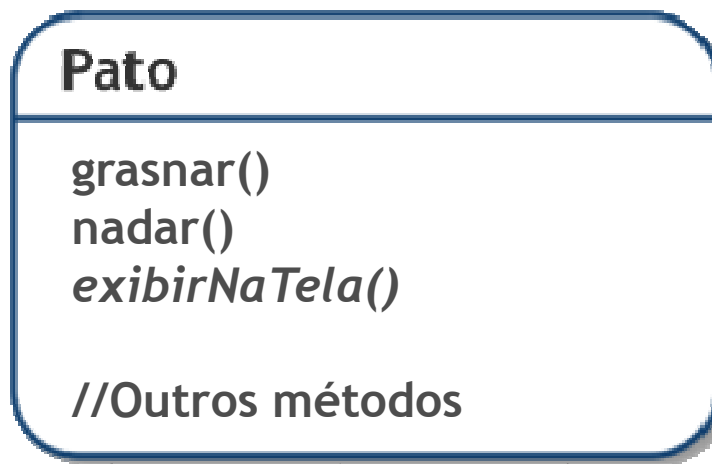 Pato
grasnar()
nadar()
exibirNaTela()
//Outros métodos